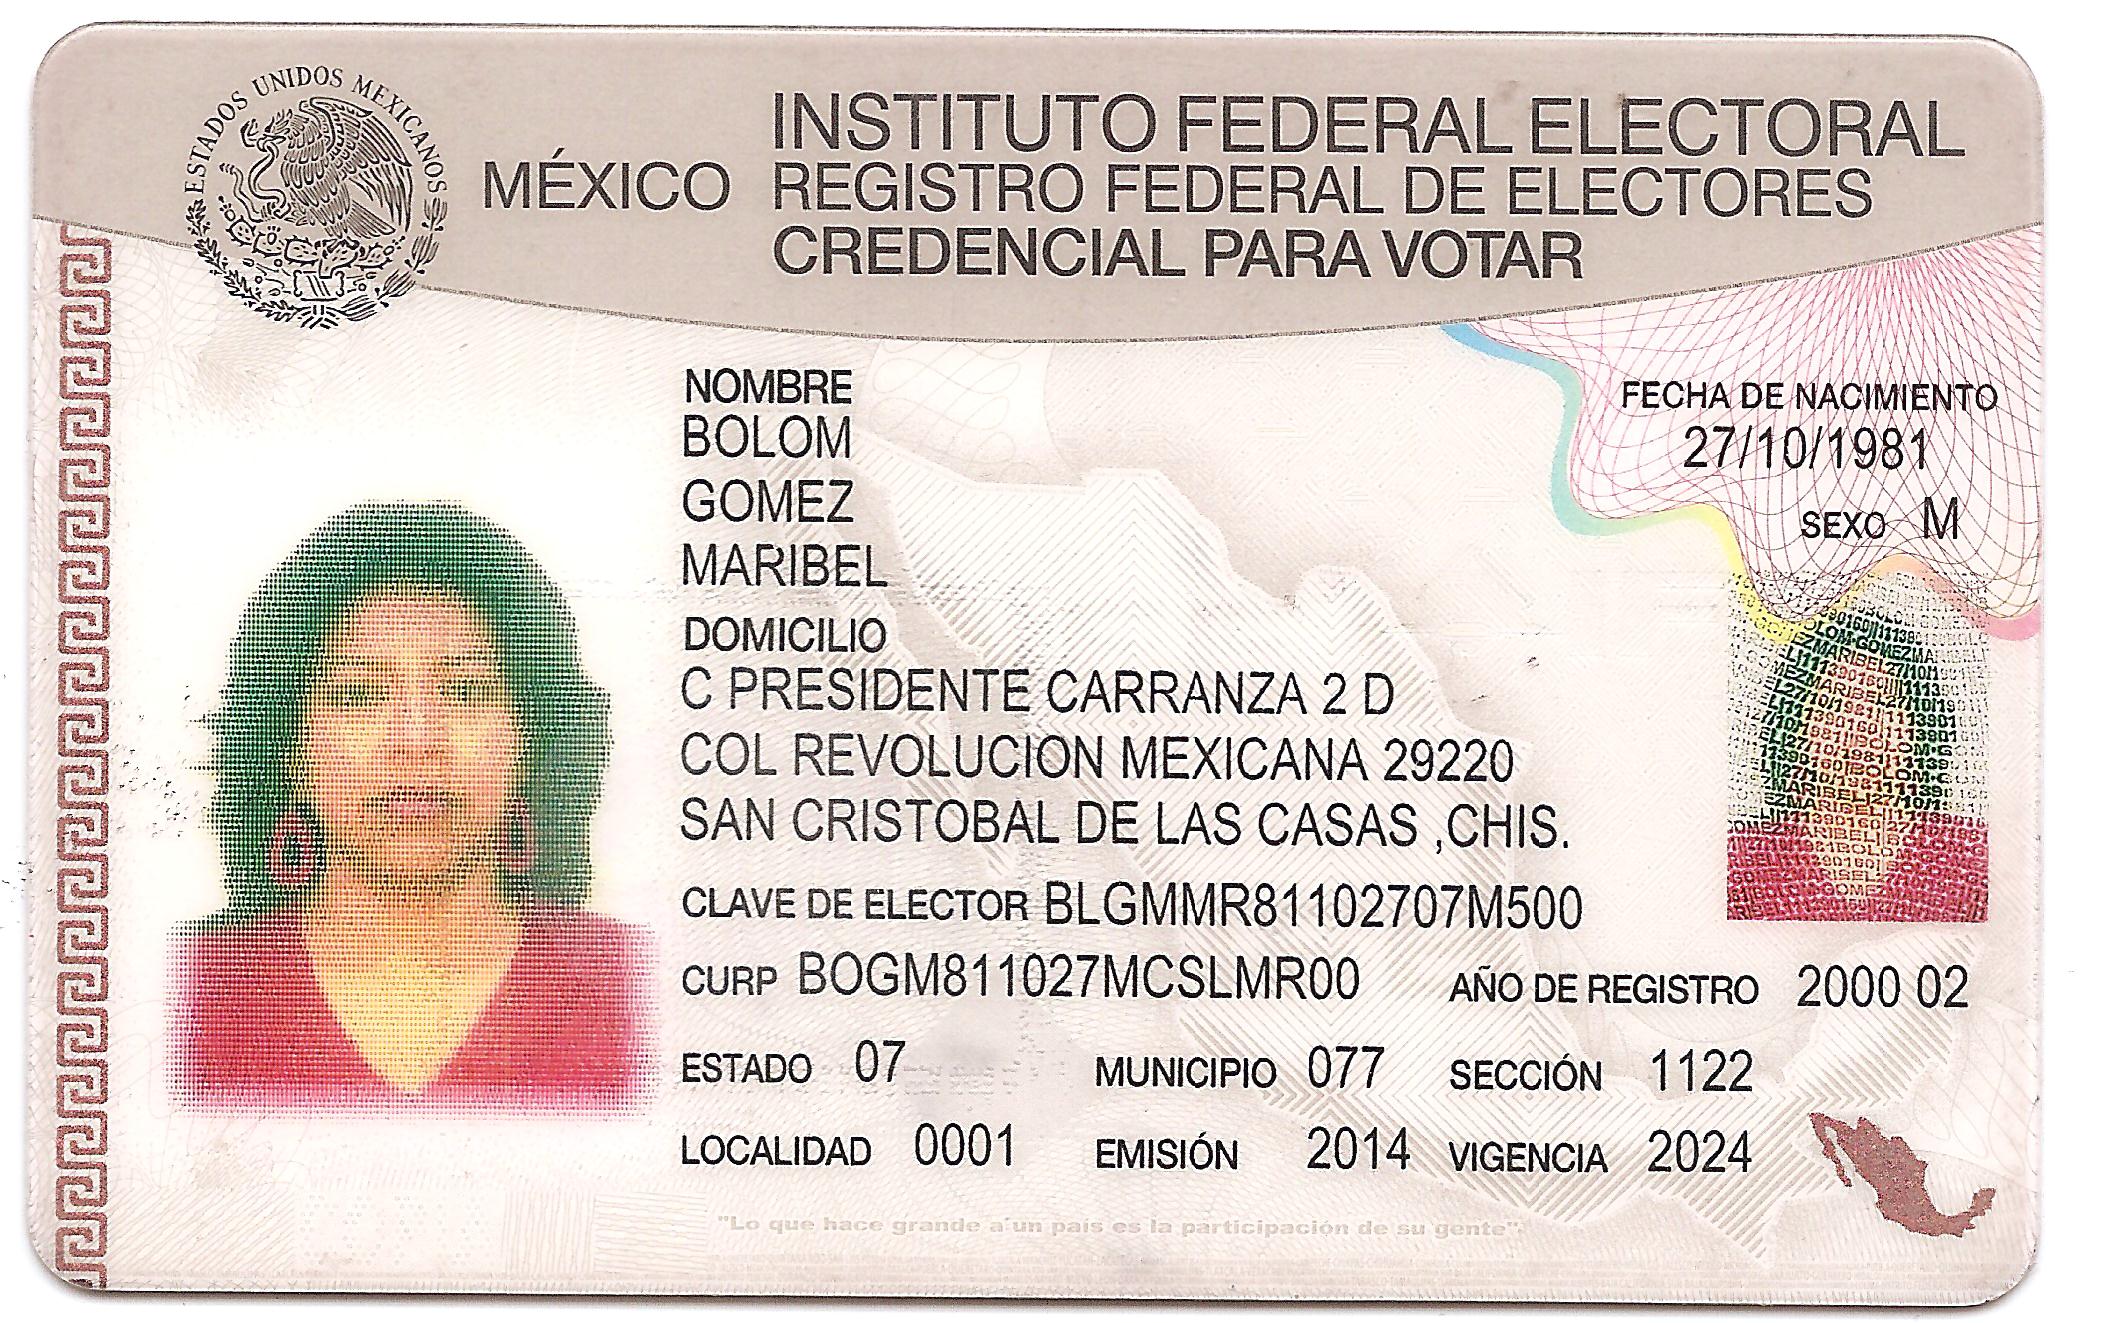 ESTADOS UNIDOS MEXICANOS
MÉXICO
INSTITUTO FEDERAL ELECTORAL
REGISTRO FEDERAL DE ELECTORES
CREDENCIAL PARA VOTAR
NOMBRE
BOLOM
GOMEZ
MARIBEL
FECHA DE NACIMIENTO
27/10/1981
SEXO M
DOMICILIO
C PRESIDENTE CARRANZA 2 D
COL REVOLUCION MEXICANA 29220
SAN CRISTOBAL DE LAS CASAS ,CHIS.
CLAVE DE ELECTOR BLGMMR81102707M500
CURP BOGM811027MCSLMR00 AÑO DE REGISTRO 2000 02
ESTADO 07 MUNICIPIO 077 SECCIÓN 1122
LOCALIDAD 0001 EMISIÓN 2014 VIGENCIA 2024
"Lo que hace grande a un país es la participación de su gente"